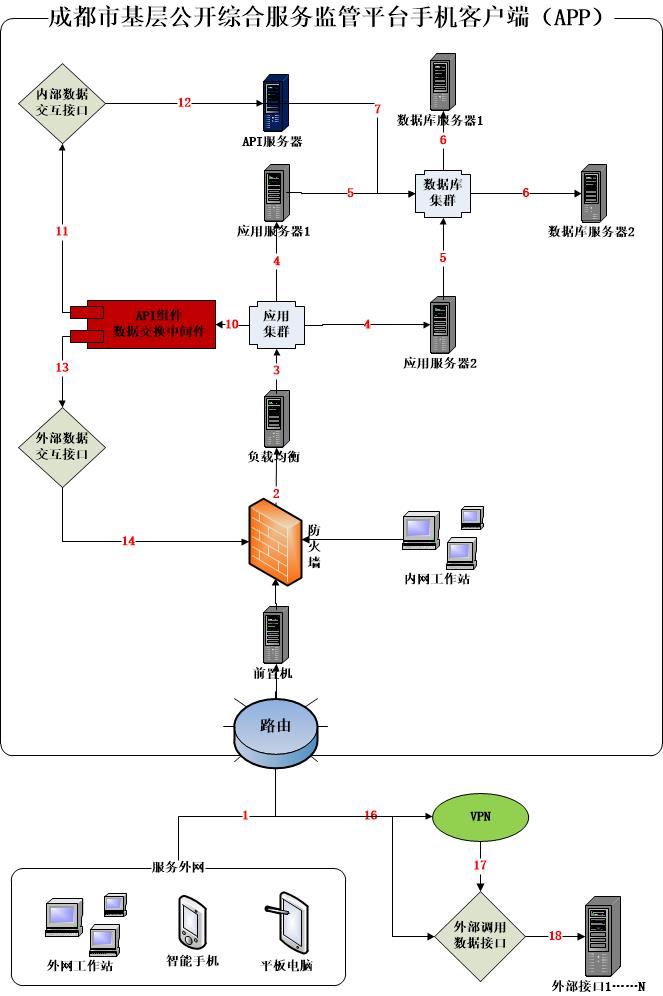 成都市基层公开综合服务监管平台手机客户端（APP）
内部数据
交互接口
12
API服务器
7
数据库服务器1
6
应用服务器1
5
数据库
集群
6
数据库服务器2
11
4
5
API组件
数据交换中间件
10
应用
集群
4
应用服务器2
13
3
外部数据
交互接口
负载均衡
2
14
防
火
墙
内网工作站
前置机
路由
1
16
VPN
17
服务外网
外网工作站
智能手机
平板电脑
外部调用
数据接口
18
外部接口1……N